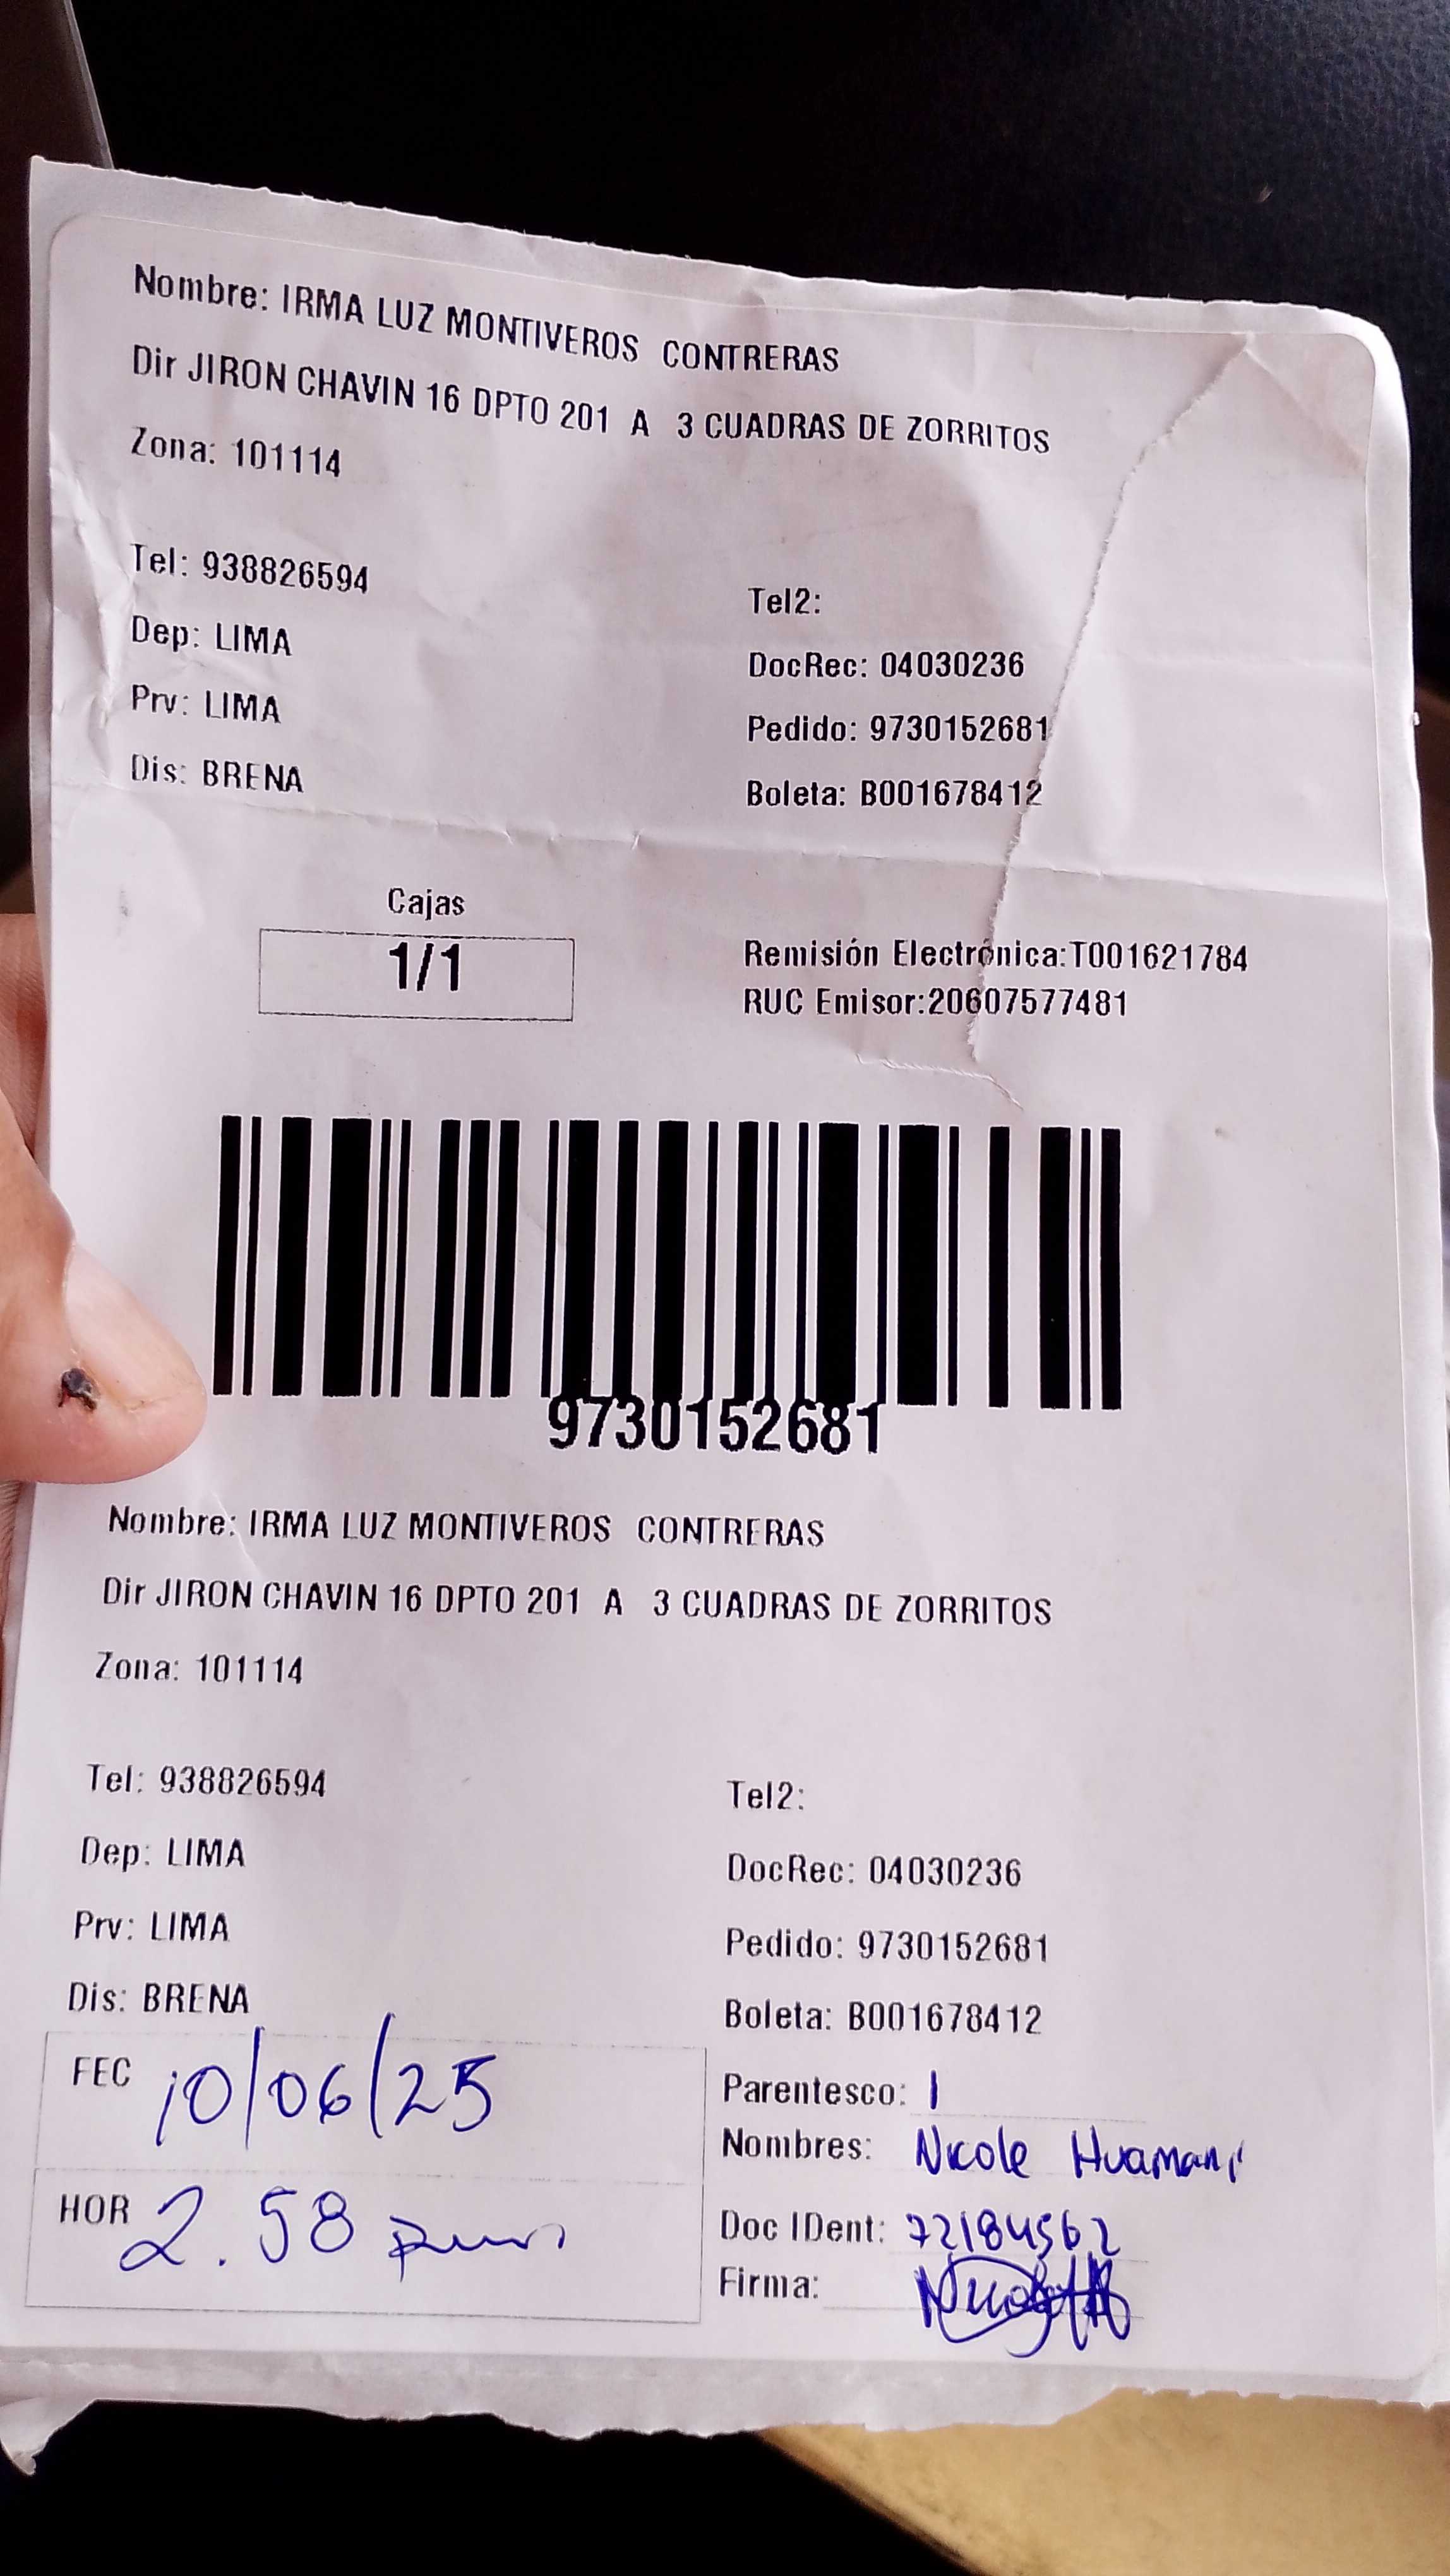 Nombre: IRMA LUZ MONTIVEROS CONTRERAS
Dir JIRON CHAVIN 16 DPTO 201 A 3 CUADRAS DE ZORRITOS
Zona: 101114
Tel: 938826594
Tel2:
Dep: LIMA
DocRec: 04030236
Prv: LIMA
Pedido: 9730152681
Dis: BRENA
Boleta: B001678412
Cajas
1/1
Remisión Electrónica:T001621784
RUC Emisor:20607577481
9730152681
Nombre: IRMA LUZ MONTIVEROS CONTRERAS
Dir JIRON CHAVIN 16 DPTO 201 A 3 CUADRAS DE ZORRITOS
Zona: 101114
Tel: 938826594
Tel2:
Dep: LIMA
DocRec: 04030236
Prv: LIMA
Pedido: 9730152681
Dis: BRENA
Boleta: B001678412
FEC 10/06/25
Parentesco: 1
Nombres: Nicole Huamani
HOR 2.58
Doc IDent: 72184562
Firma: